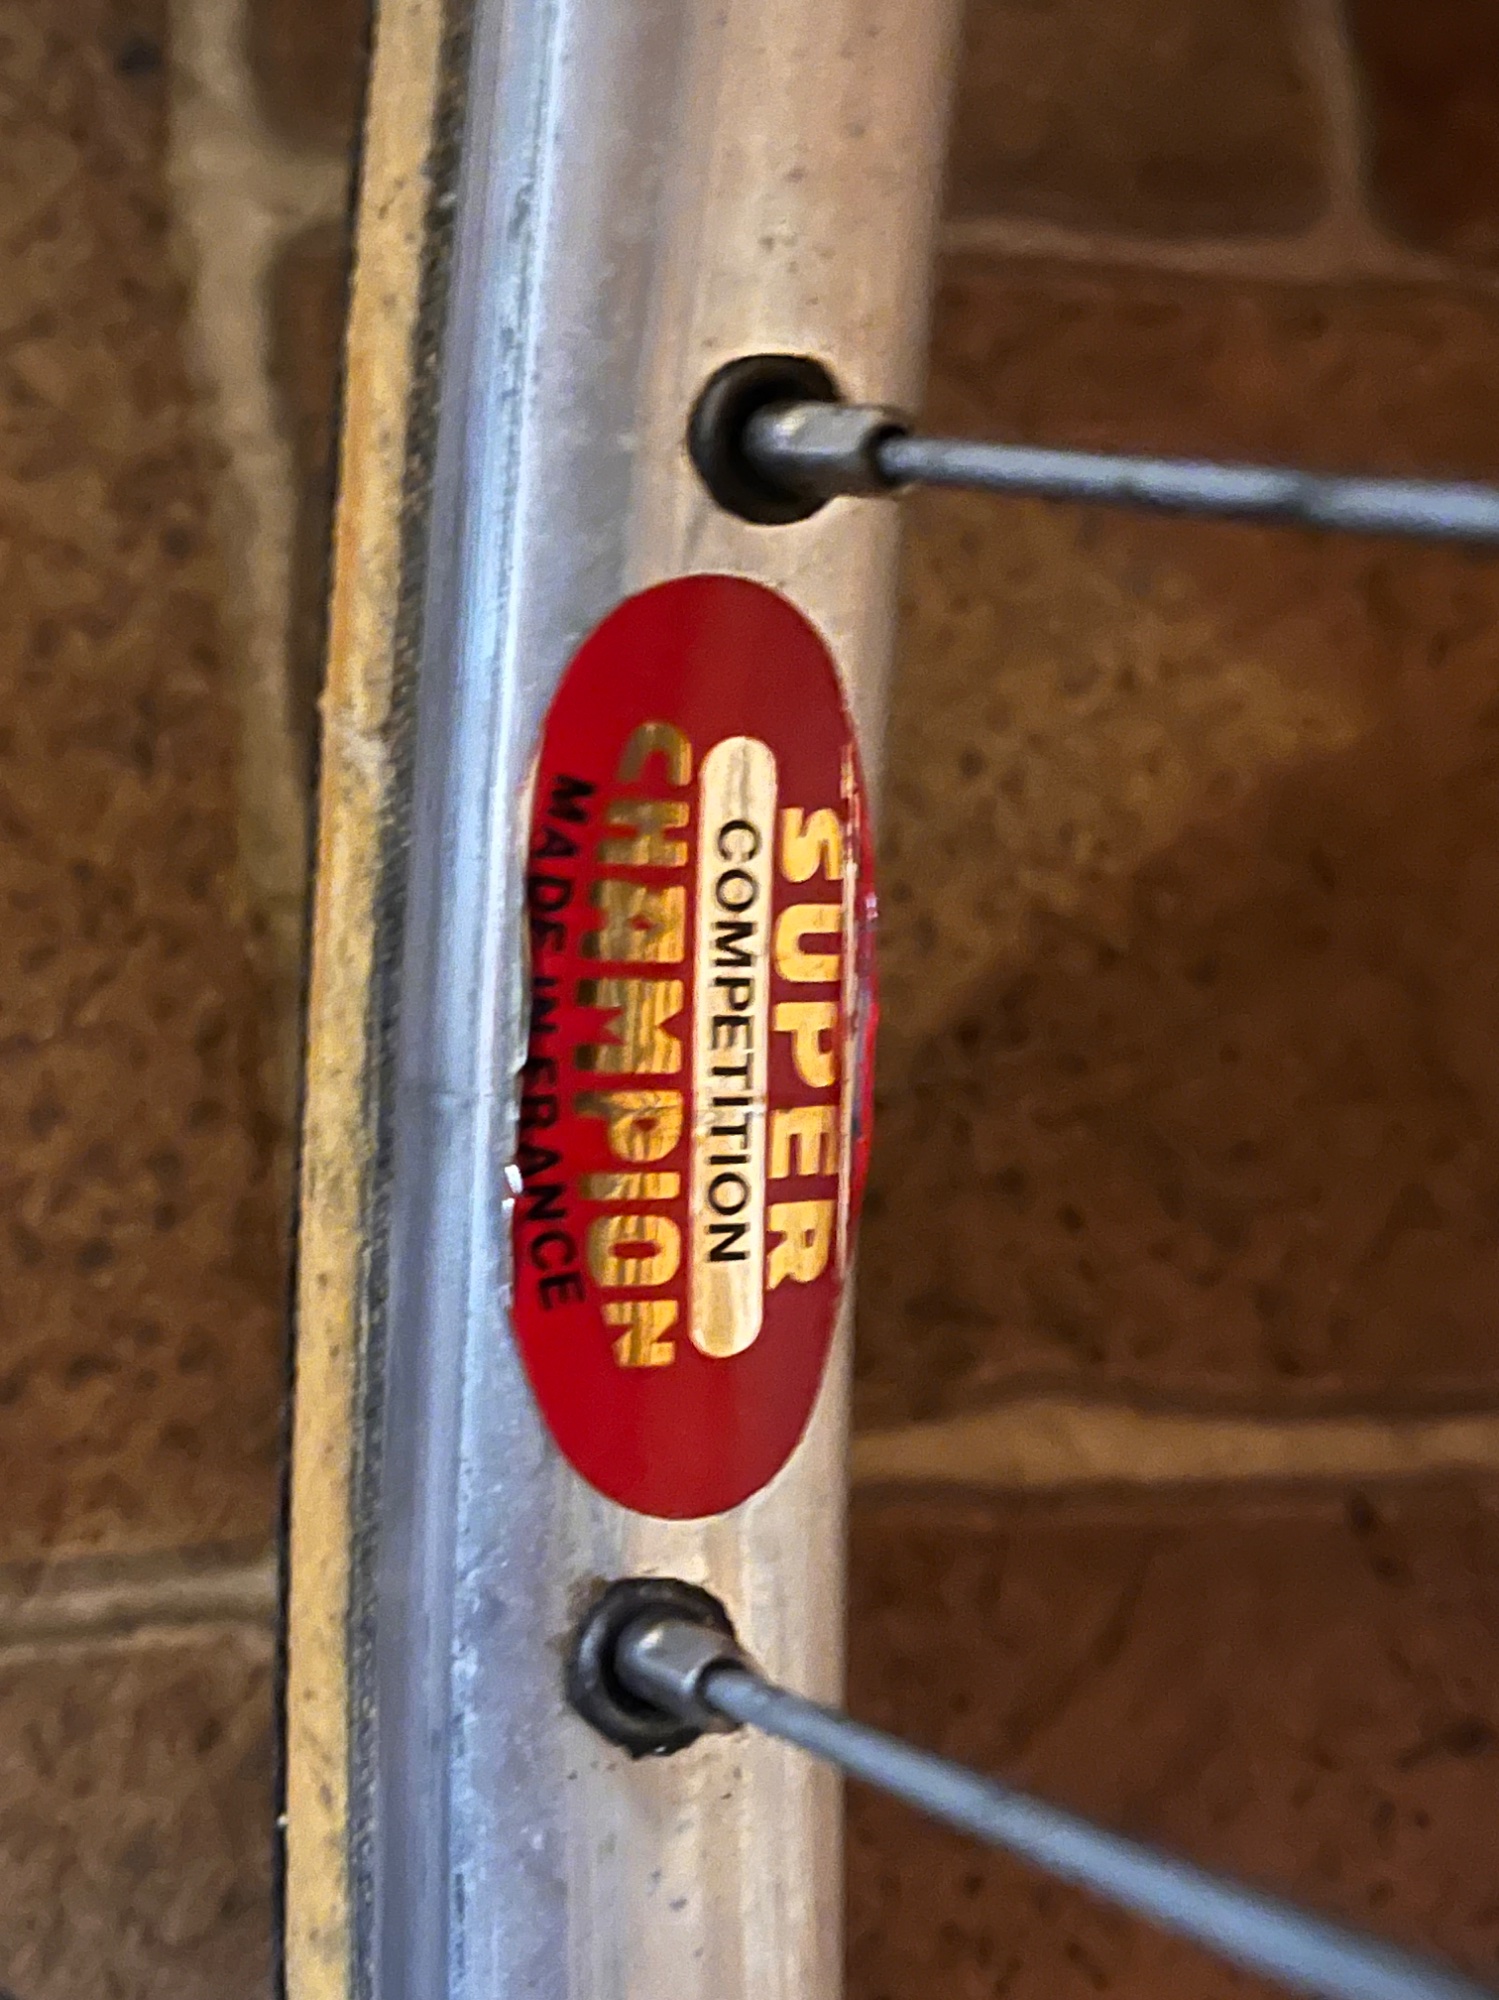 SUPER
COMPETITION
CHAMPION
MADE IN FRANCE